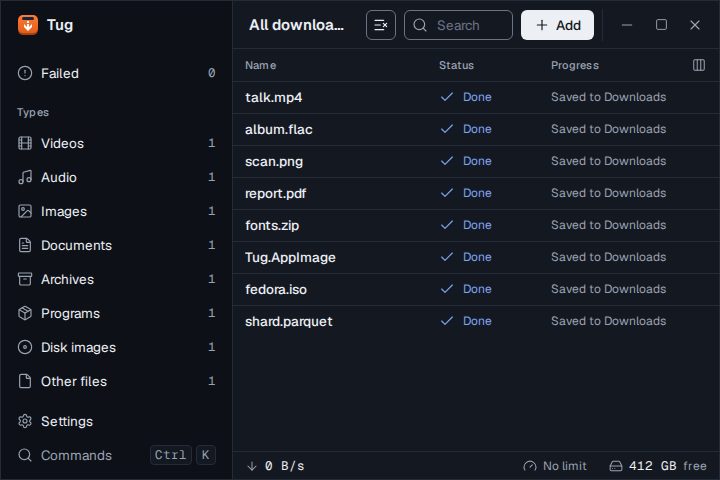 Tug
Failed 0
Types
Videos 1
Audio 1
Images 1
Documents 1
Archives 1
Programs 1
Disk images 1
Other files 1
Settings
Commands Ctrl K
All downloa... Search Add
Name Status Progress
talk.mp4 Done Saved to Downloads
album.flac Done Saved to Downloads
scan.png Done Saved to Downloads
report.pdf Done Saved to Downloads
fonts.zip Done Saved to Downloads
Tug.AppImage Done Saved to Downloads
fedora.iso Done Saved to Downloads
shard.parquet Done Saved to Downloads
0 B/s No limit 412 GB free